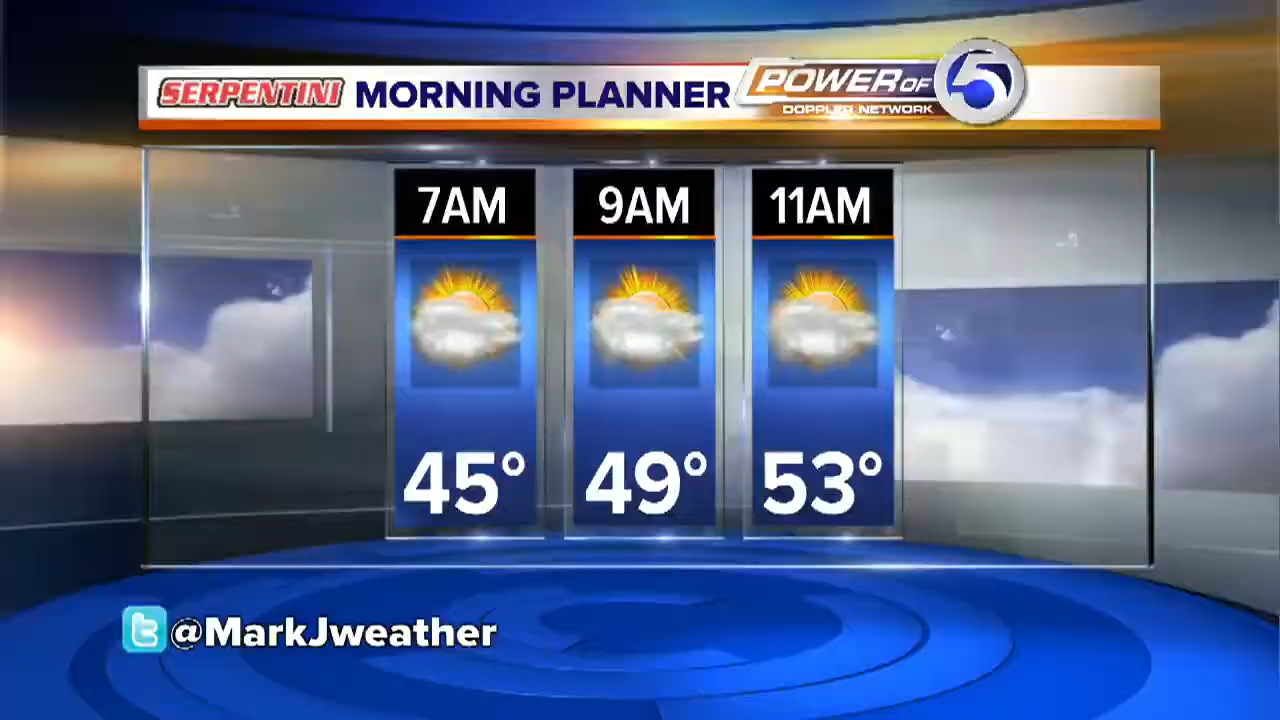 SERPENTINI MORNING PLANNER POWER OF 5
DOPPLER NETWORK
7AM 9AM 11AM
45° 49° 53°
@MarkJweather